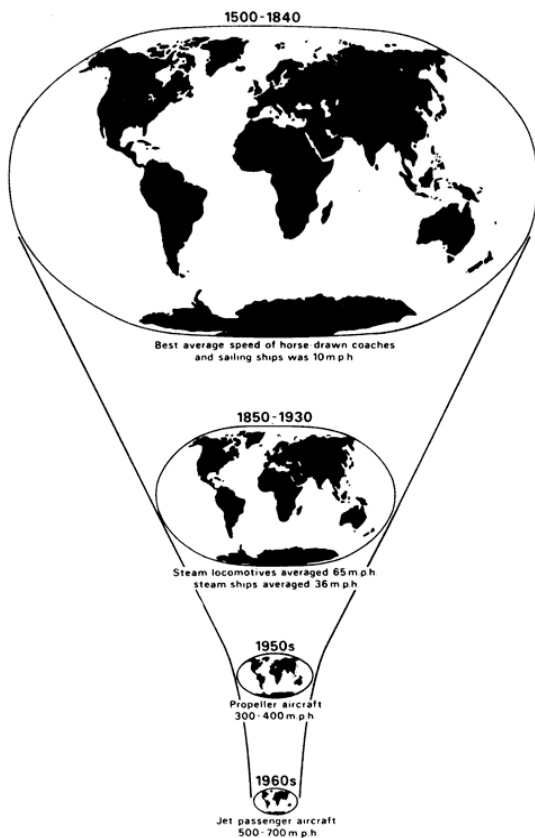 1500-1840
Best average speed of horse drawn coaches
and sailing ships was 10 m.p.h.
1850-1930
Steam locomotives averaged 65 m.p.h.
steam ships averaged 36 m.p.h.
1950s
Propeller aircraft
300-400 m.p.h.
1960s
Jet passenger aircraft
500-700 m.p.h.